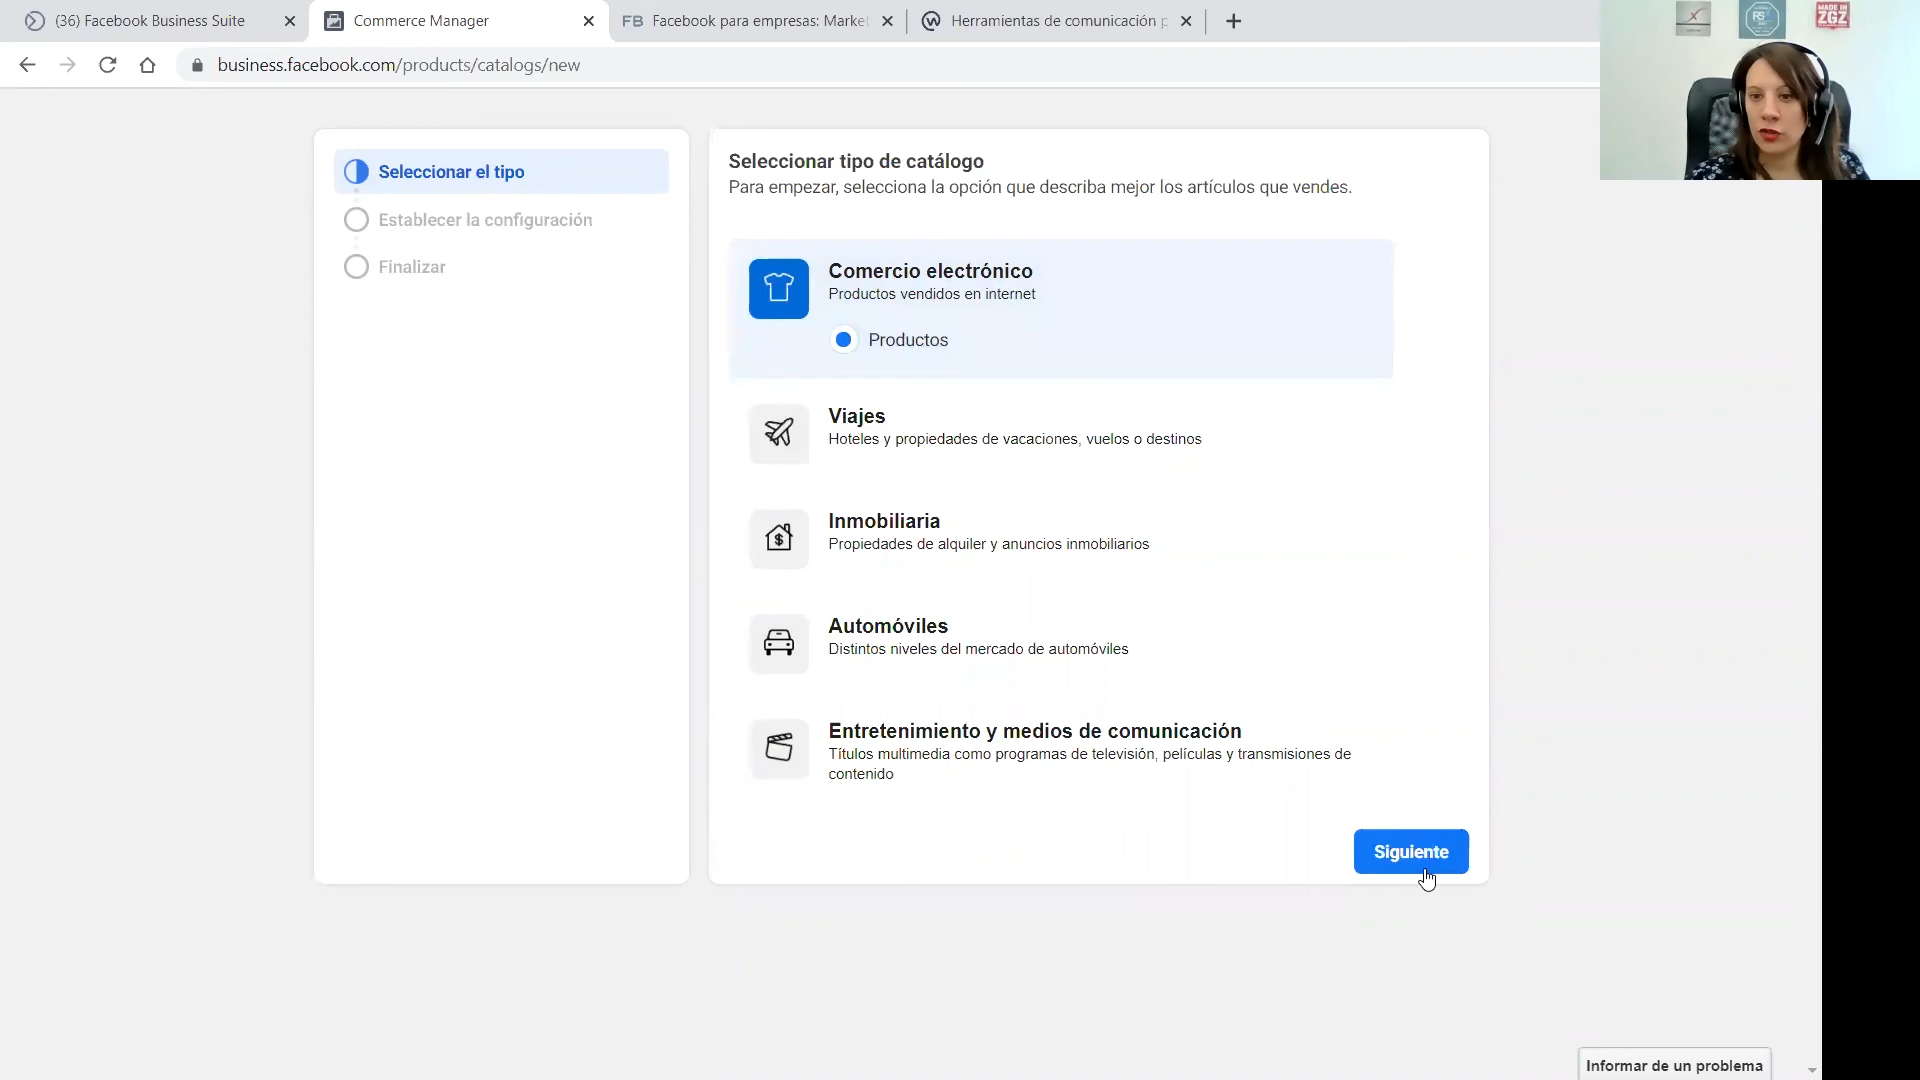 (36) Facebook Business Suite
Commerce Manager
FB Facebook para empresas: Marke
Herramientas de comunicación p
business.facebook.com/products/catalogs/new
MADE IN
ZGZ
RS
Seleccionar el tipo
Establecer la configuración
Finalizar
Seleccionar tipo de catálogo
Para empezar, selecciona la opción que describa mejor los artículos que vendes.
Comercio electrónico
Productos vendidos en internet
Productos
Viajes
Hoteles y propiedades de vacaciones, vuelos o destinos
Inmobiliaria
Propiedades de alquiler y anuncios inmobiliarios
Automóviles
Distintos niveles del mercado de automóviles
Entretenimiento y medios de comunicación
Títulos multimedia como programas de televisión, películas y transmisiones de
contenido
Siguiente
Informar de un problema